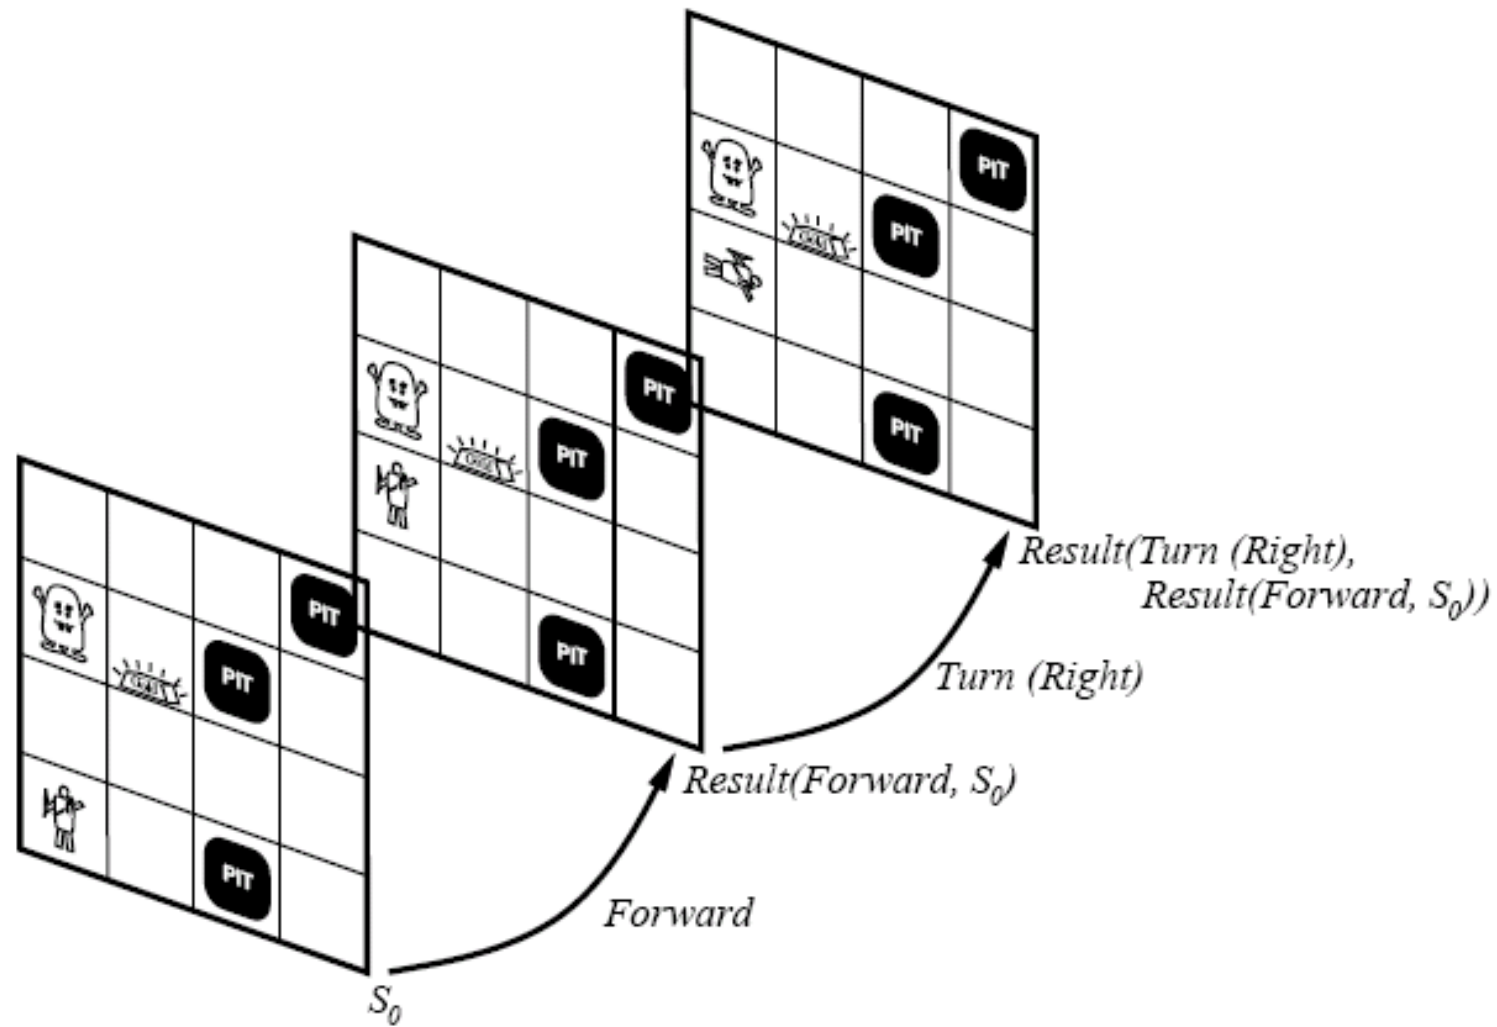 PIT
PIT
PIT
Result(Turn (Right),
Result(Forward, S0))
Turn (Right)
PIT
PIT
PIT
Result(Forward, S0)
Forward
PIT
PIT
PIT
S0